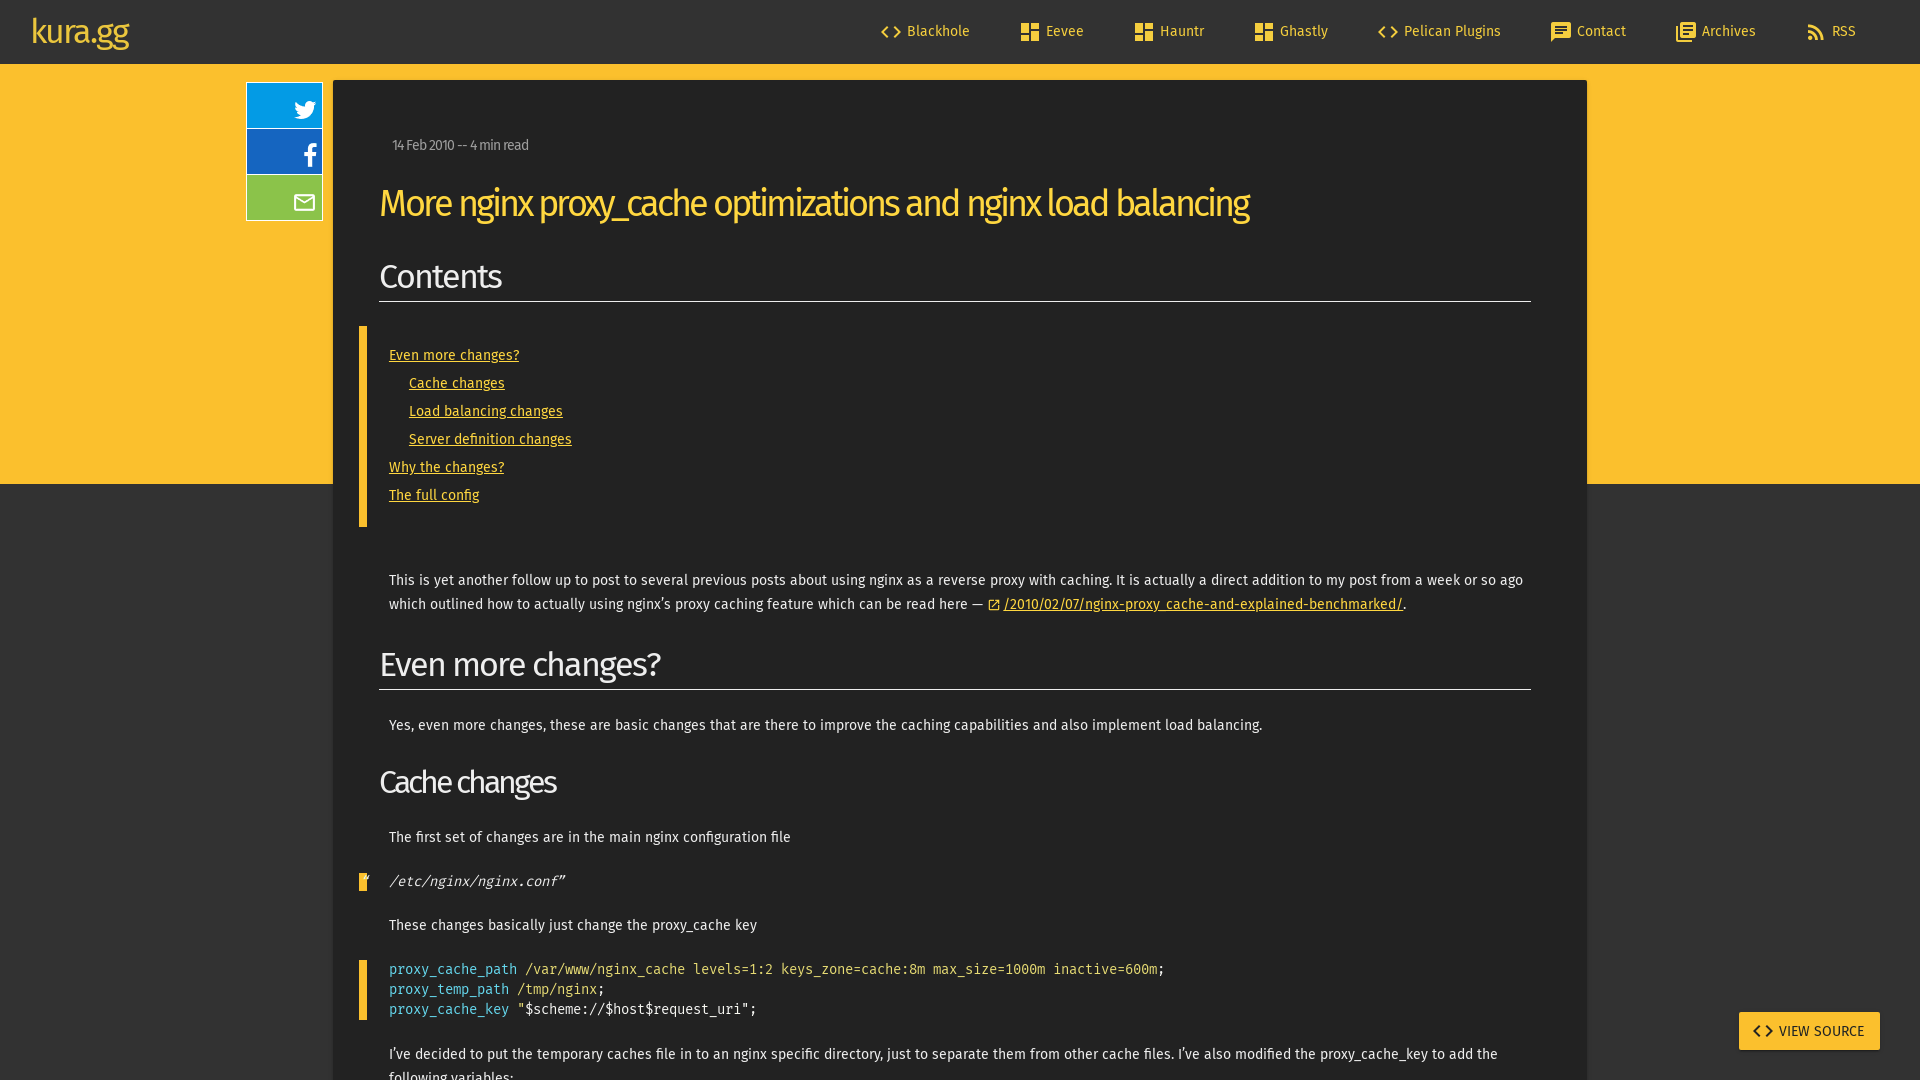 kura.gg
Blackhole
Eevee
Hauntr
Ghastly
Pelican Plugins
Contact
Archives
RSS
14 Feb 2010 -- 4 min read
More nginx proxy_cache optimizations and nginx load balancing
Contents
Even more changes?
Cache changes
Load balancing changes
Server definition changes
Why the changes?
The full config
This is yet another follow up to post to several previous posts about using nginx as a reverse proxy with caching. It is actually a direct addition to my post from a week or so ago
which outlined how to actually using nginx’s proxy caching feature which can be read here — /2010/02/07/nginx-proxy_cache-and-explained-benchmarked/.
Even more changes?
Yes, even more changes, these are basic changes that are there to improve the caching capabilities and also implement load balancing.
Cache changes
The first set of changes are in the main nginx configuration file
“ /etc/nginx/nginx.conf”
These changes basically just change the proxy_cache key
proxy_cache_path /var/www/nginx_cache levels=1:2 keys_zone=cache:8m max_size=1000m inactive=600m;
proxy_temp_path /tmp/nginx;
proxy_cache_key "$scheme://$host$request_uri";
I’ve decided to put the temporary caches file in to an nginx specific directory, just to separate them from other cache files. I’ve also modified the proxy_cache_key to add the
following variables:
VIEW SOURCE